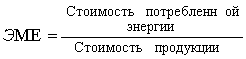 Стоимость потребленн ой
энергии
ЭМЕ =
Стоимость продукции